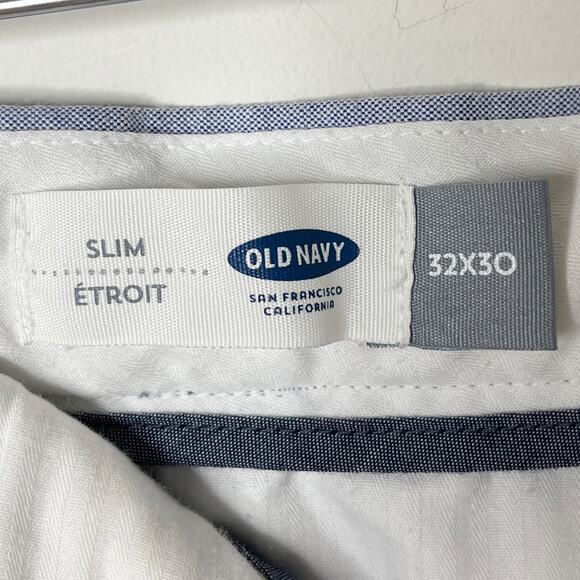 SLIM
ÉTROIT
OLD NAVY
SAN FRANCISCO
CALIFORNIA
32X30